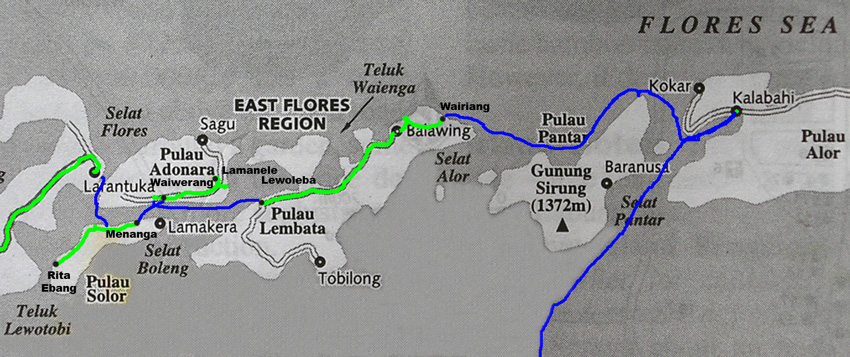 FLORES SEA
Teluk
Waienga
Kokar
Kalabahi
Selat
Flores
Sagu
EAST FLORES
REGION
Wairiang
Balawing
Pulau
Pantar
Pulau
Alor
Pulau
Adonara
Lamanele
Waiwerang
Lewoleba
Larantuka
Selat
Alor
Gunung
Sirung
(1372m)
Baranusa
Selat
Pantar
Menanga
Lamakera
Pulau
Lembata
Selat
Boleng
Rita
Ebang
Pulau
Solor
Tobilong
Teluk
Lewotobi